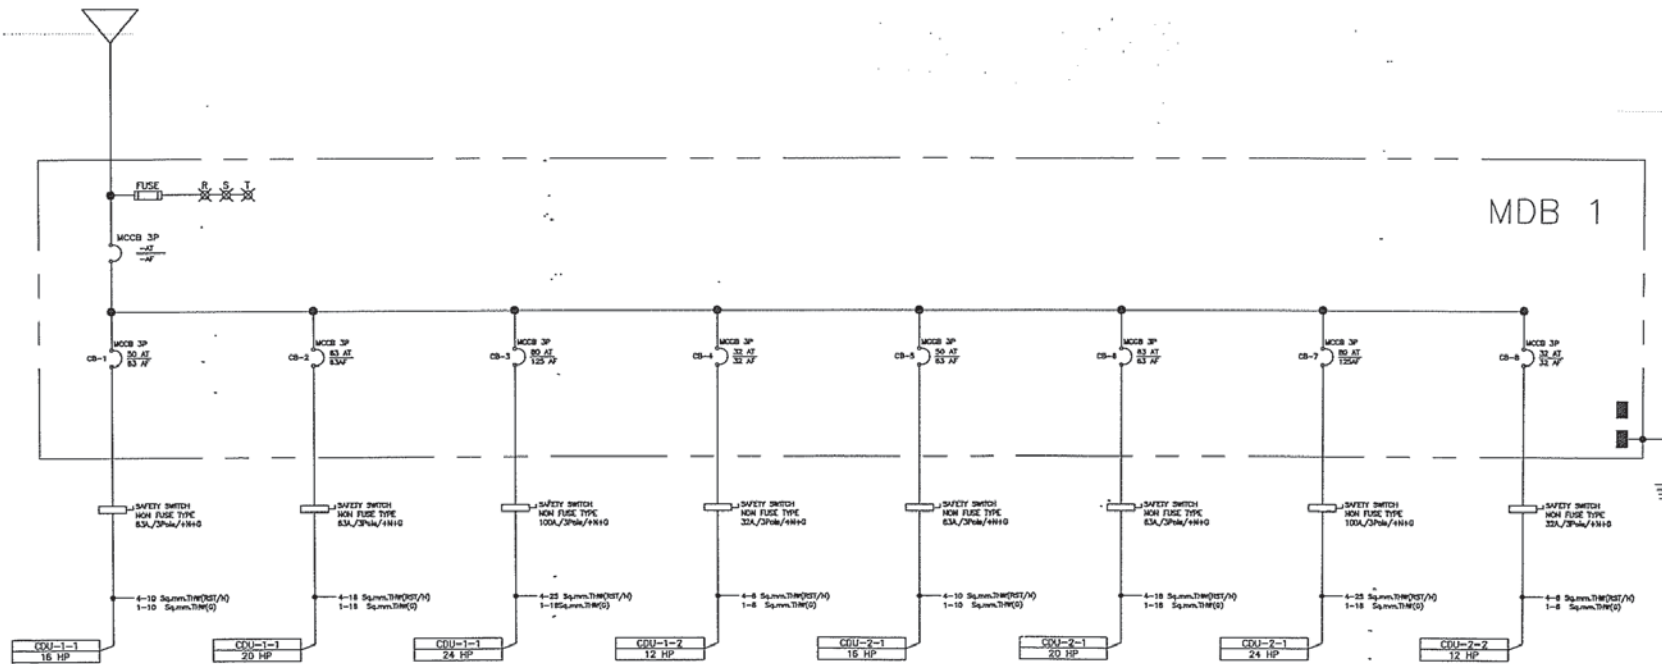 FUSE
R S T
MDB 1
MCCB 3P
-AT
-AF
CB-1
MCCB 3P
50 AT
63 AF
CB-2
MCCB 3P
63 AT
63AF
CB-3
MCCB 3P
80 AT
125 AF
CB-4
MCCB 3P
32 AT
32 AF
CB-5
MCCB 3P
50 AT
63 AF
CB-6
MCCB 3P
63 AT
63 AF
CB-7
MCCB 3P
80 AT
125AF
CB-8
MCCB 3P
32 AT
32 AF
SAFETY SWITCH
NON FUSE TYPE
63A./3Pole/+N+G
SAFETY SWITCH
NON FUSE TYPE
63A./3Pole/+N+G
SAFETY SWITCH
NON FUSE TYPE
100A./3Pole/+N+G
SAFETY SWITCH
NON FUSE TYPE
32A./3Pole/+N+G
SAFETY SWITCH
NON FUSE TYPE
63A./3Pole/+N+G
SAFETY SWITCH
NON FUSE TYPE
63A./3Pole/+N+G
SAFETY SWITCH
NON FUSE TYPE
100A./3Pole/+N+G
SAFETY SWITCH
NON FUSE TYPE
32A./3Pole/+N+G
4-10 Sq.mm.THW(RST/N)
1-10 Sq.mm.THW(G)
4-16 Sq.mm.THW(RST/N)
1-16 Sq.mm.THW(G)
4-25 Sq.mm.THW(RST/N)
1-16Sq.mm.THW(G)
4-6 Sq.mm.THW(RST/N)
1-6 Sq.mm.THW(G)
4-10 Sq.mm.THW(RST/N)
1-10 Sq.mm.THW(G)
4-16 Sq.mm.THW(RST/N)
1-16 Sq.mm.THW(G)
4-25 Sq.mm.THW(RST/N)
1-16 Sq.mm.THW(G)
4-6 Sq.mm.THW(RST/N)
1-6 Sq.mm.THW(G)
CDU-1-1
16 HP
CDU-1-1
20 HP
CDU-1-1
24 HP
CDU-1-2
12 HP
CDU-2-1
16 HP
CDU-2-1
20 HP
CDU-2-1
24 HP
CDU-2-2
12 HP